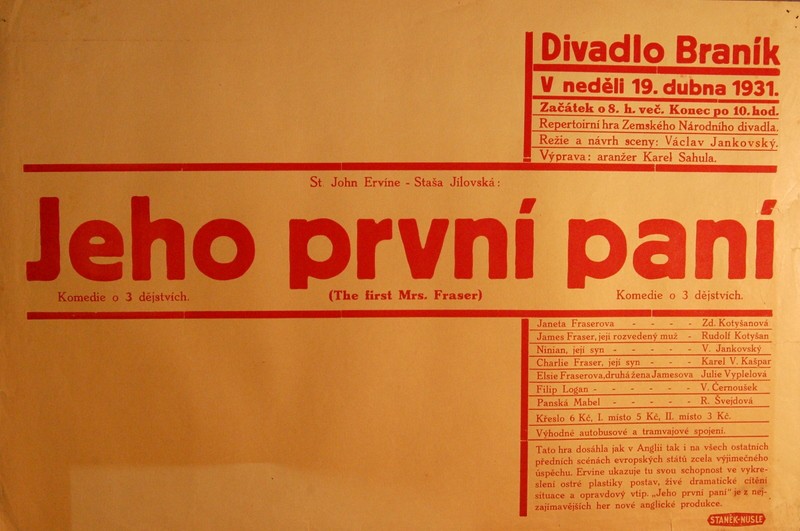 Divadlo Braník
V neděli 19. dubna 1931.
Začátek o 8. h. več. Konec po 10. hod.
Repertoirní hra Zemského Národního divadla.
Režie a návrh sceny: Václav Jankovský.
Výprava: aranžer Karel Sahula.
St John Ervine - Staša Jílovská:
Jeho první paní
Komedie o 3 dějstvích. (The first Mrs. Fraser) Komedie o 3 dějstvích.
Janeta Fraserova - - - - Zd. Kotyšanová
James Fraser, její rozvedený muž - Rudolf Kotyšan
Ninian, její syn - - - - - V. Jankovský
Charlie Fraser, její syn - - - Karel V. Kašpar
Elsie Fraserova, druhá žena Jamesova Julie Vyplelová
Filip Logan - - - - - - V. Černoušek
Panská Mabel - - - - - R. Švejdová
Křeslo 6 Kč, I. místo 5 Kč, II. místo 3 Kč.
Výhodné autobusové a tramvajové spojení.
Tato hra dosáhla jak v Anglii tak i na všech ostatních
předních scénách evropských států zcela výjimečného
úspěchu. Ervine ukazuje tu svou schopnost ve vykre-
slení ostré plastiky postav, živé dramatické cítění
situace a opravdový vtip. „Jeho první paní" je z nej-
zajímavějších her nové anglické produkce.
STANĚK-NUSLE